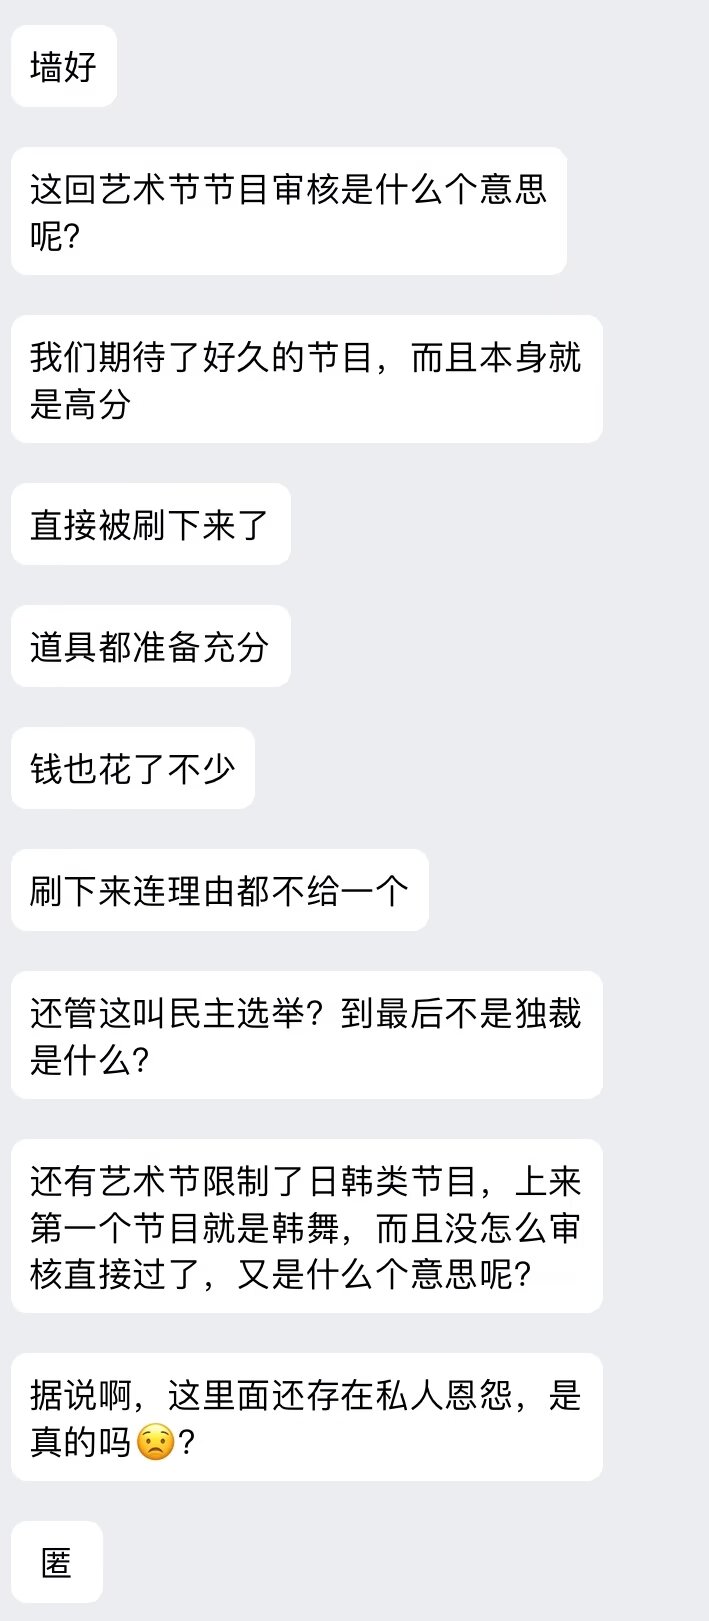 墙好
这回艺术节节目审核是什么个意思
呢?
我们期待了好久的节目，而且本身就
是高分
直接被刷下来了
道具都准备充分
钱也花了不少
刷下来连理由都不给一个
还管这叫民主选举？到最后不是独裁
是什么?
还有艺术节限制了日韩类节目，上来
第一个节目就是韩舞，而且没怎么审
核直接过了，又是什么个意思呢?
据说啊，这里面还存在私人恩怨，是
真的吗😟?
匿